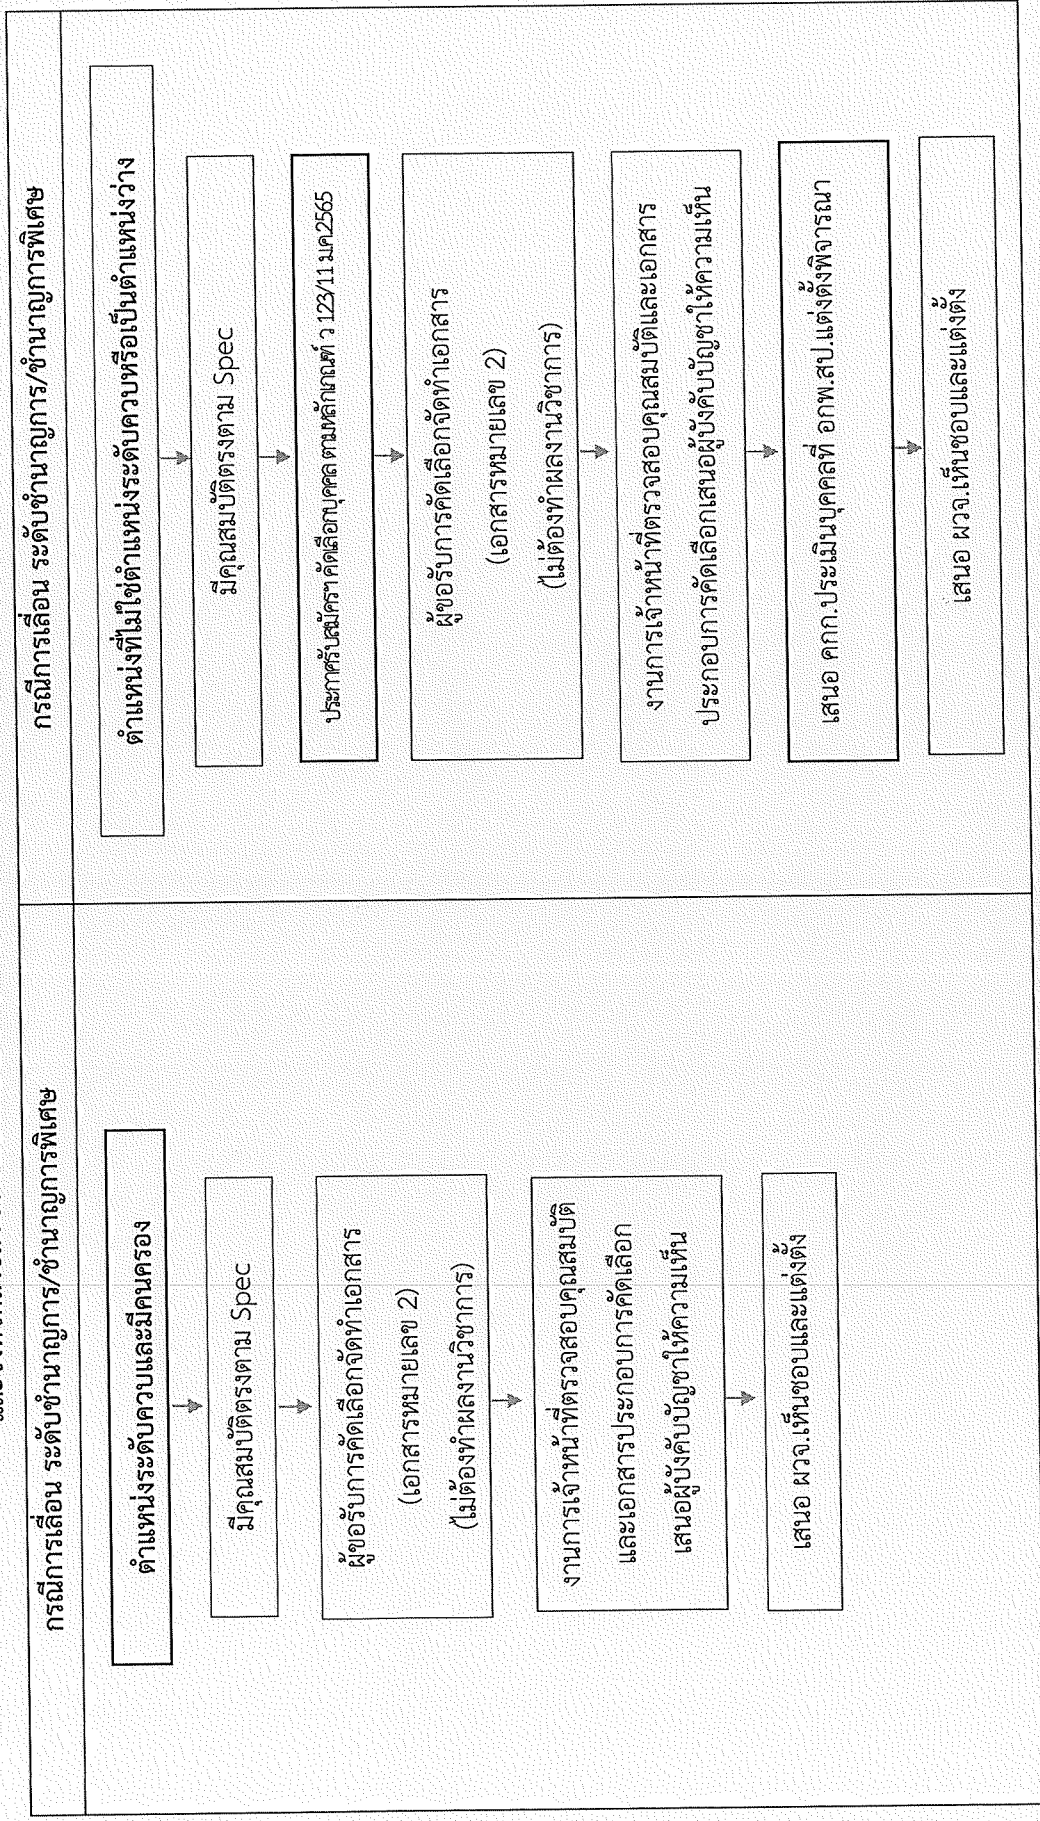 กรณีการเลื่อน ระดับชำนาญการ/ชำนาญการพิเศษ
ตำแหน่งระดับควบและมีคนครอง
มีคุณสมบัติตรงตาม Spec
ผู้ขอรับการคัดเลือกจัดทำเอกสาร
(เอกสารหมายเลข 2)
(ไม่ต้องทำผลงานวิชาการ)
งานการเจ้าหน้าที่ตรวจสอบคุณสมบัติ
และเอกสารประกอบการคัดเลือก
เสนอผู้บังคับบัญชาให้ความเห็น
เสนอ ผวจ.เห็นชอบและแต่งตั้ง
กรณีการเลื่อน ระดับชำนาญการ/ชำนาญการพิเศษ
ตำแหน่งที่ไม่ใช่ตำแหน่งระดับควบหรือเป็นตำแหน่งว่าง
มีคุณสมบัติตรงตาม Spec
ประกาศรับสมัครฯ คัดเลือกบุคคล ตามหลักเกณฑ์ ว 123/11 มค2565
ผู้ขอรับการคัดเลือกจัดทำเอกสาร
(เอกสารหมายเลข 2)
(ไม่ต้องทำผลงานวิชาการ)
งานการเจ้าหน้าที่ตรวจสอบคุณสมบัติและเอกสาร
ประกอบการคัดเลือกเสนอผู้บังคับบัญชาให้ความเห็น
เสนอ คกก.ประเมินบุคคลที่ อกพ.สป.แต่งตั้งพิจารณา
เสนอ ผวจ.เห็นชอบและแต่งตั้ง